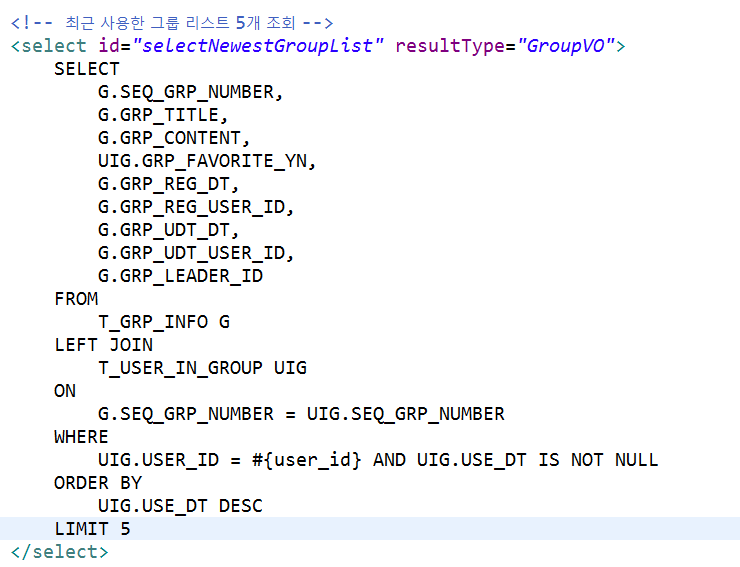 <!-- 최근 사용한 그룹 리스트 5개 조회 -->
<select id="selectNewestGroupList" resultType="GroupVO">
    SELECT
        G.SEQ_GRP_NUMBER,
        G.GRP_TITLE,
        G.GRP_CONTENT,
        UIG.GRP_FAVORITE_YN,
        G.GRP_REG_DT,
        G.GRP_REG_USER_ID,
        G.GRP_UDT_DT,
        G.GRP_UDT_USER_ID,
        G.GRP_LEADER_ID
    FROM
        T_GRP_INFO G
    LEFT JOIN
        T_USER_IN_GROUP UIG
    ON
        G.SEQ_GRP_NUMBER = UIG.SEQ_GRP_NUMBER
    WHERE
        UIG.USER_ID = #{user_id} AND UIG.USE_DT IS NOT NULL
    ORDER BY
        UIG.USE_DT DESC
    LIMIT 5
</select>